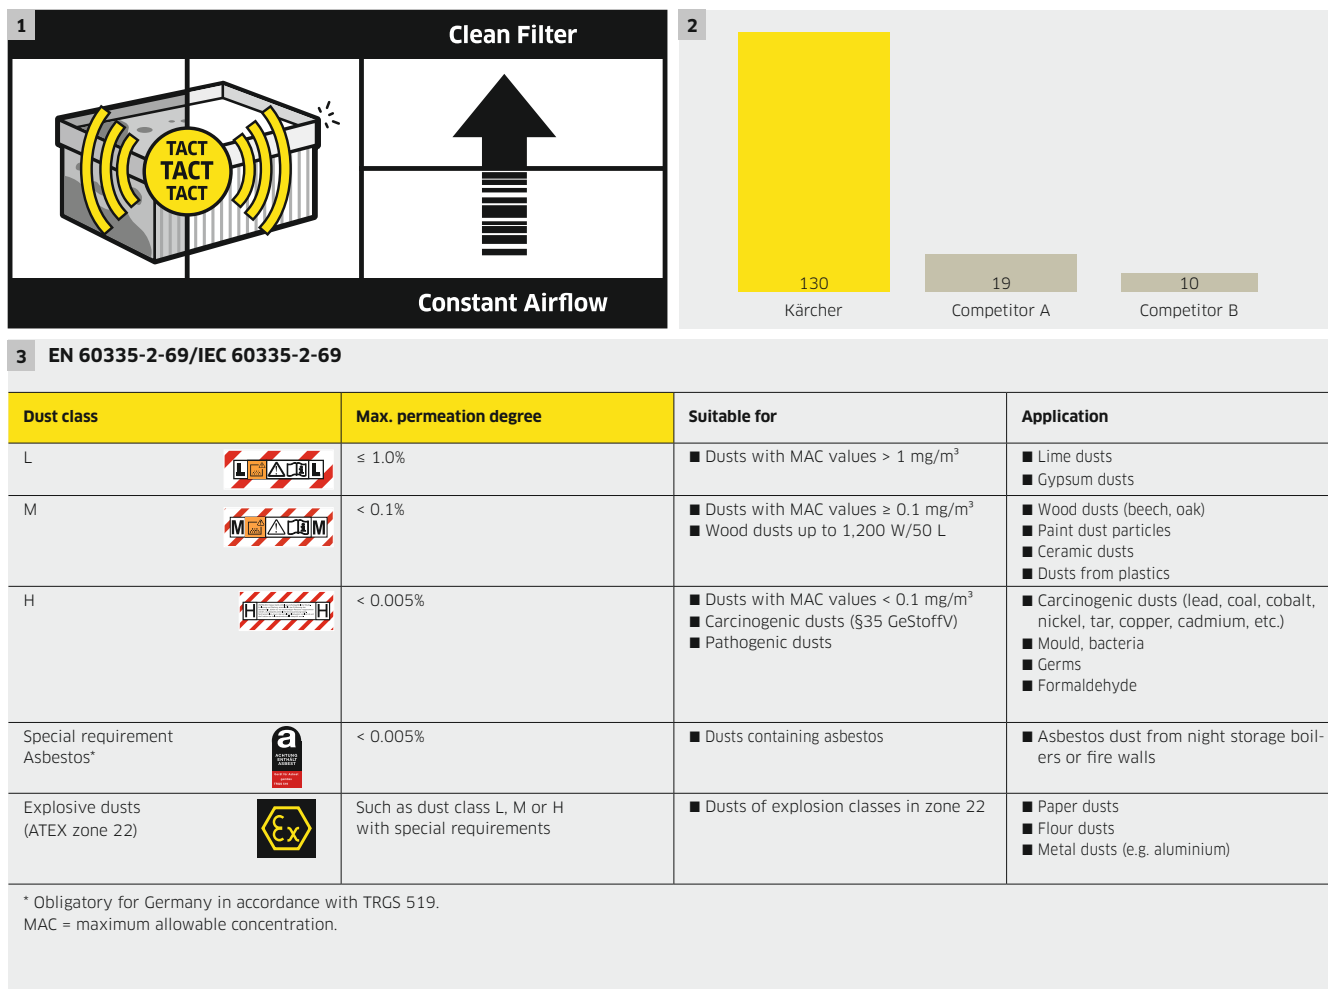 1
Clean Filter
TACT
TACT
TACT
Constant Airflow
2
130
19
10
Kärcher
Competitor A
Competitor B
3 EN 60335-2-69/IEC 60335-2-69
Dust class
Max. permeation degree
Suitable for
Application
L
L L
≤ 1.0%
■ Dusts with MAC values > 1 mg/m³
■ Lime dusts
■ Gypsum dusts
M
M M
< 0.1%
■ Dusts with MAC values ≥ 0.1 mg/m³
■ Wood dusts up to 1,200 W/50 L
■ Wood dusts (beech, oak)
■ Paint dust particles
■ Ceramic dusts
■ Dusts from plastics
H
H H
< 0.005%
■ Dusts with MAC values < 0.1 mg/m³
■ Carcinogenic dusts (§35 GeStoffV)
■ Pathogenic dusts
■ Carcinogenic dusts (lead, coal, cobalt,
nickel, tar, copper, cadmium, etc.)
■ Mould, bacteria
■ Germs
■ Formaldehyde
Special requirement
Asbestos*
a
ACHTUNG
ENTHÄLT
ASBEST
< 0.005%
■ Dusts containing asbestos
■ Asbestos dust from night storage boil-
ers or fire walls
Explosive dusts
(ATEX zone 22)
Ex
Such as dust class L, M or H
with special requirements
■ Dusts of explosion classes in zone 22
■ Paper dusts
■ Flour dusts
■ Metal dusts (e.g. aluminium)
* Obligatory for Germany in accordance with TRGS 519.
MAC = maximum allowable concentration.